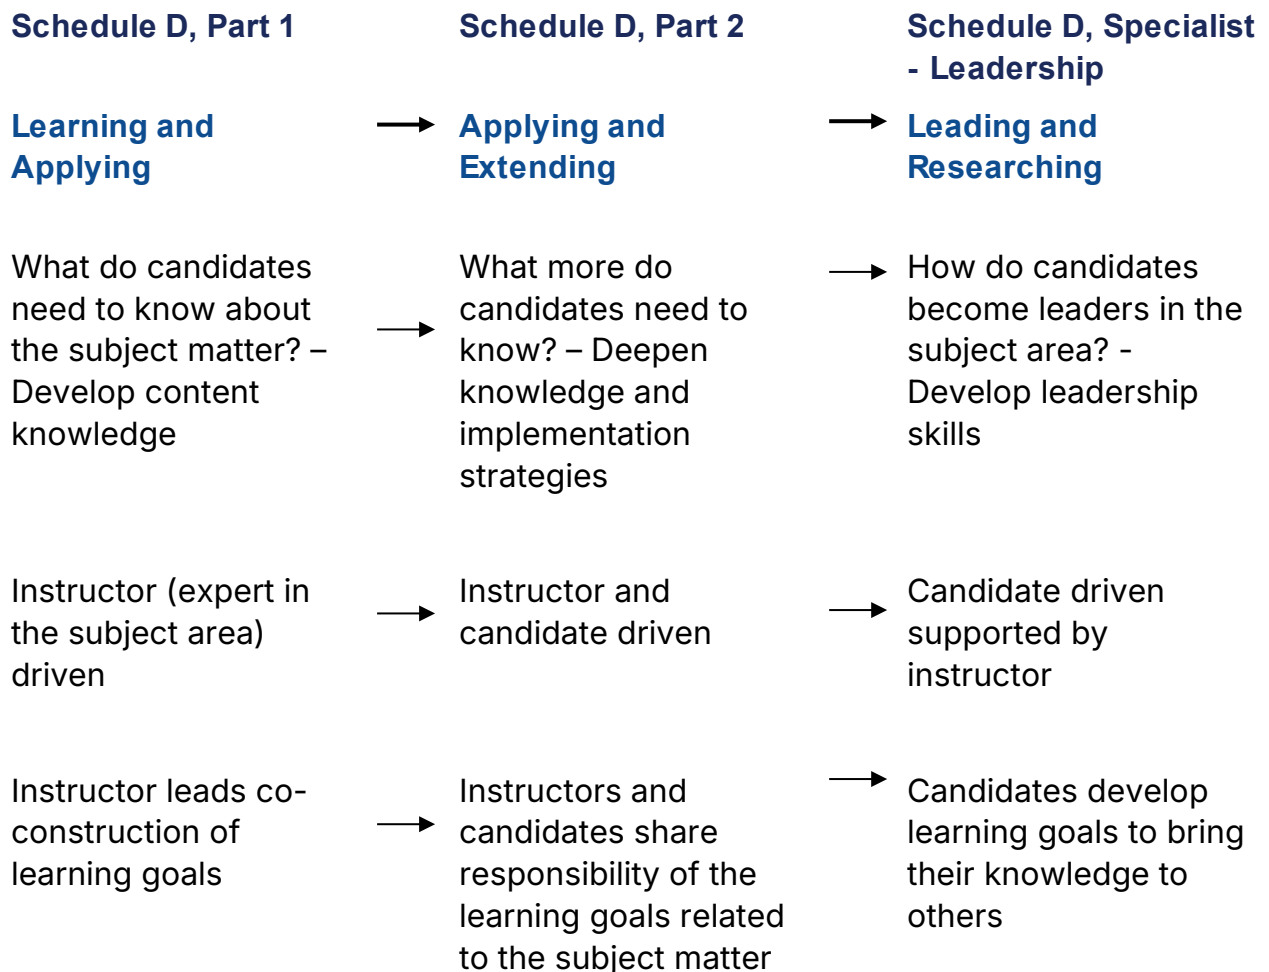 Schedule D, Part 1
Schedule D, Part 2
Schedule D, Specialist
- Leadership
Learning and
Applying
Applying and
Extending
Leading and
Researching
What do candidates
need to know about
the subject matter? –
Develop content
knowledge
What more do
candidates need to
know? – Deepen
knowledge and
implementation
strategies
How do candidates
become leaders in the
subject area? -
Develop leadership
skills
Instructor (expert in
the subject area)
driven
Instructor and
candidate driven
Candidate driven
supported by
instructor
Instructor leads co-
construction of
learning goals
Instructors and
candidates share
responsibility of the
learning goals related
to the subject matter
Candidates develop
learning goals to bring
their knowledge to
others